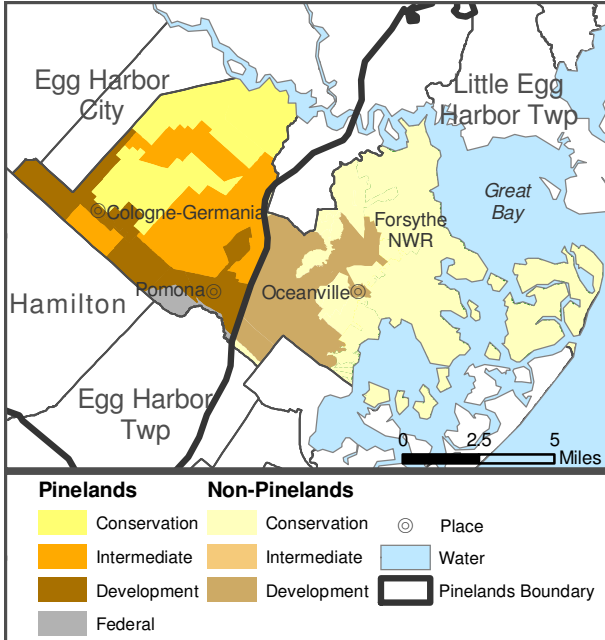 Egg Harbor
City
Little Egg
Harbor Twp
Great
Bay
Cologne-Germania
Forsythe
NWR
Pomona
Oceanville
Hamilton
Egg Harbor
Twp
0 2.5 5
Miles
Pinelands Non-Pinelands
Conservation Conservation Place
Intermediate Intermediate Water
Development Development Pinelands Boundary
Federal